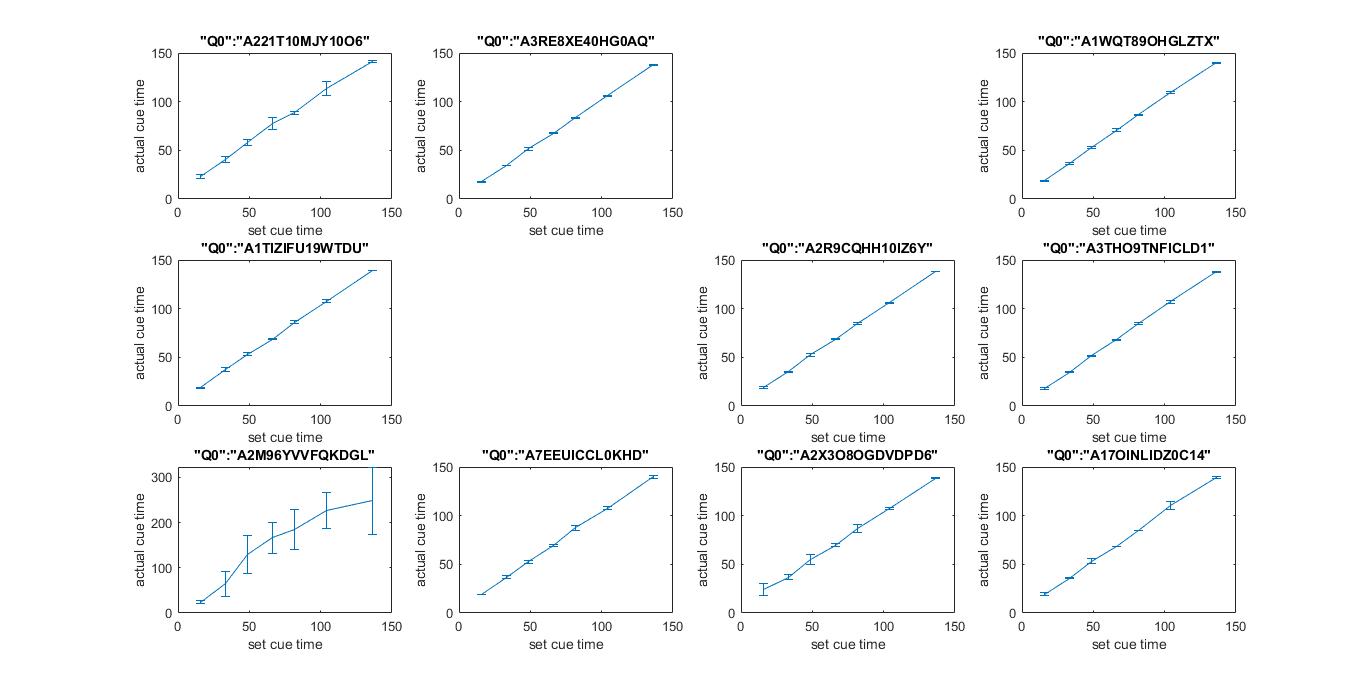 "Q0":"A221T10MJY10O6"
actual cue time
150
100
50
0
0 50 100 150
set cue time
"Q0":"A3RE8XE40HG0AQ"
actual cue time
150
100
50
0
0 50 100 150
set cue time
"Q0":"A1WQT89OHGLZTX"
actual cue time
150
100
50
0
0 50 100 150
set cue time
"Q0":"A1TIZIFU19WTDU"
actual cue time
150
100
50
0
0 50 100 150
set cue time
"Q0":"A2R9CQHH10IZ6Y"
actual cue time
150
100
50
0
0 50 100 150
set cue time
"Q0":"A3THO9TNFICLD1"
actual cue time
150
100
50
0
0 50 100 150
set cue time
"Q0":"A2M96YVVFQKDGL"
actual cue time
300
200
100
0
0 50 100 150
set cue time
"Q0":"A7EEUICCL0KHD"
actual cue time
150
100
50
0
0 50 100 150
set cue time
"Q0":"A2X3O8OGDVDPD6"
actual cue time
150
100
50
0
0 50 100 150
set cue time
"Q0":"A17OINLIDZ0C14"
actual cue time
150
100
50
0
0 50 100 150
set cue time